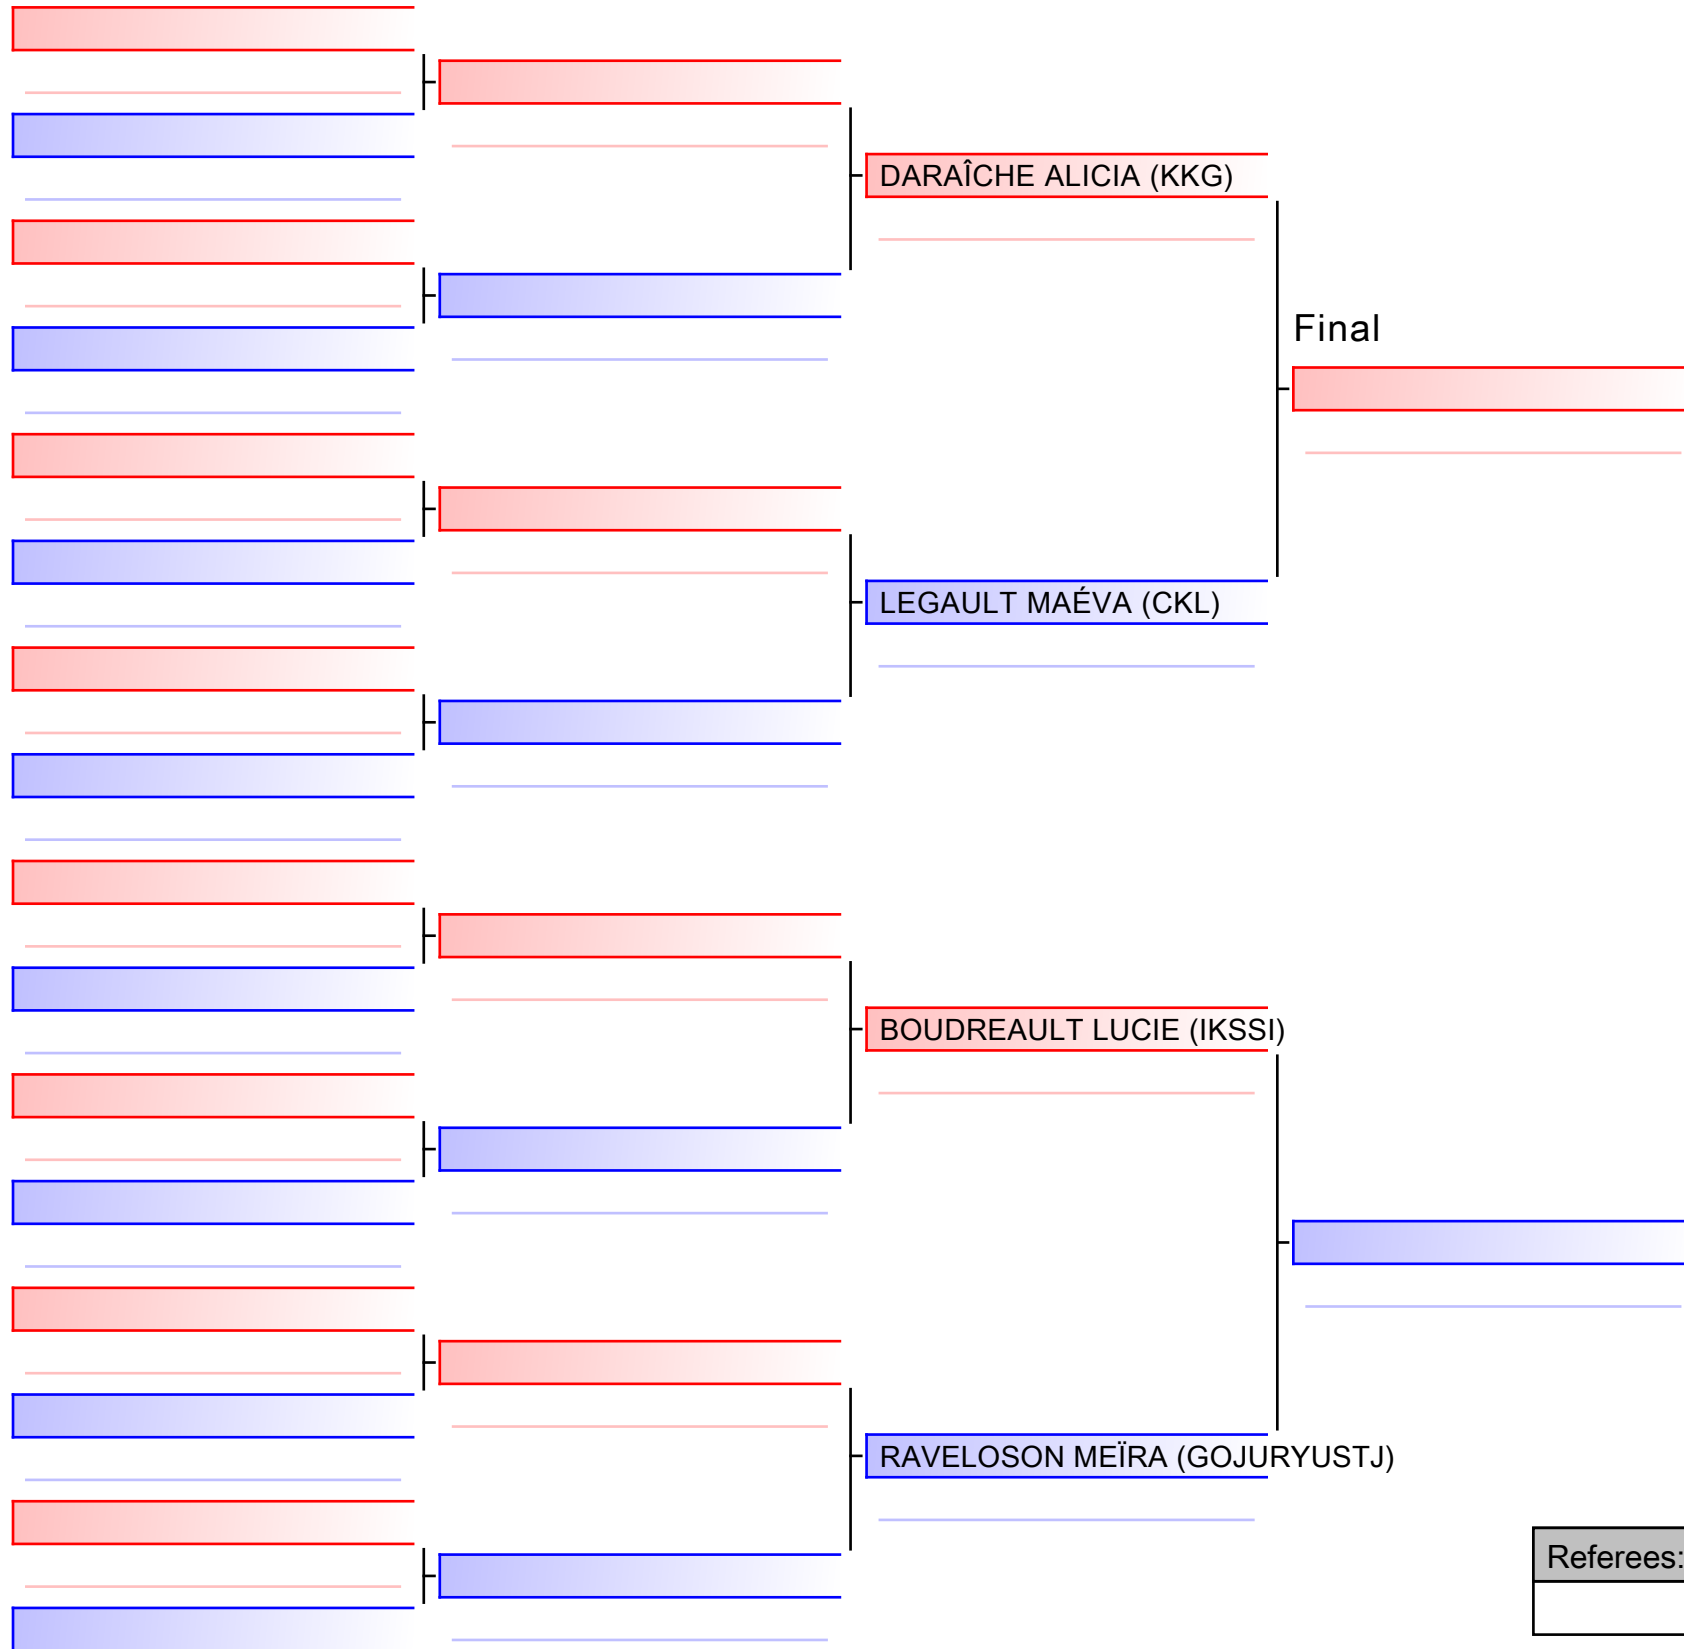 DARAÎCHE ALICIA (KKG)
Final
LEGAULT MAÉVA (CKL)
BOUDREAULT LUCIE (IKSSI)
RAVELOSON MEÏRA (GOJURYUSTJ)
Referees: